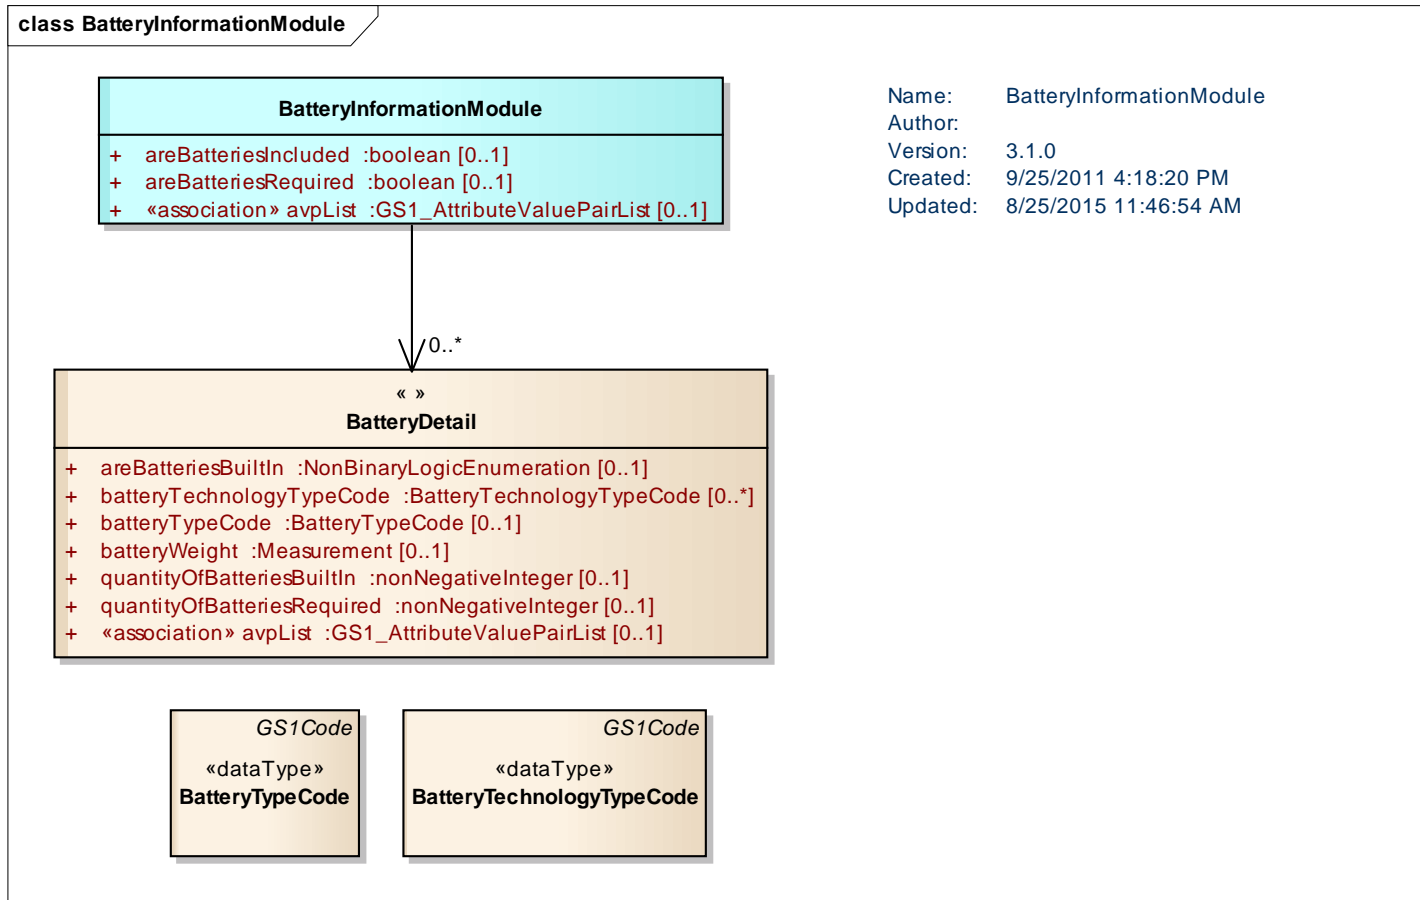 class BatteryInformationModule
BatteryInformationModule
+ areBatteriesIncluded :boolean [0..1]
+ areBatteriesRequired :boolean [0..1]
+ «association» avpList :GS1_AttributeValuePairList [0..1]
Name: BatteryInformationModule
Author:
Version: 3.1.0
Created: 9/25/2011 4:18:20 PM
Updated: 8/25/2015 11:46:54 AM
0..*
« »
BatteryDetail
+ areBatteriesBuiltIn :NonBinaryLogicEnumeration [0..1]
+ batteryTechnologyTypeCode :BatteryTechnologyTypeCode [0..*]
+ batteryTypeCode :BatteryTypeCode [0..1]
+ batteryWeight :Measurement [0..1]
+ quantityOfBatteriesBuiltIn :nonNegativeInteger [0..1]
+ quantityOfBatteriesRequired :nonNegativeInteger [0..1]
+ «association» avpList :GS1_AttributeValuePairList [0..1]
GS1Code
«dataType»
BatteryTypeCode
GS1Code
«dataType»
BatteryTechnologyTypeCode